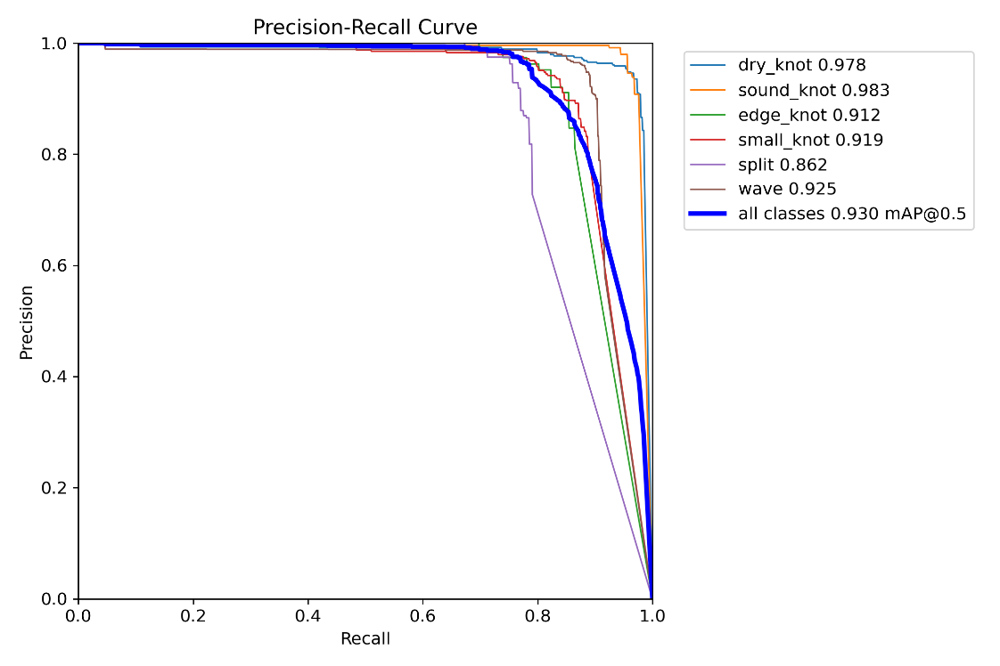 Precision-Recall Curve
1.0
0.8
0.6
0.4
0.2
0.0
Precision
0.0 0.2 0.4 0.6 0.8 1.0
Recall
dry_knot 0.978
sound_knot 0.983
edge_knot 0.912
small_knot 0.919
split 0.862
wave 0.925
all classes 0.930 mAP@0.5